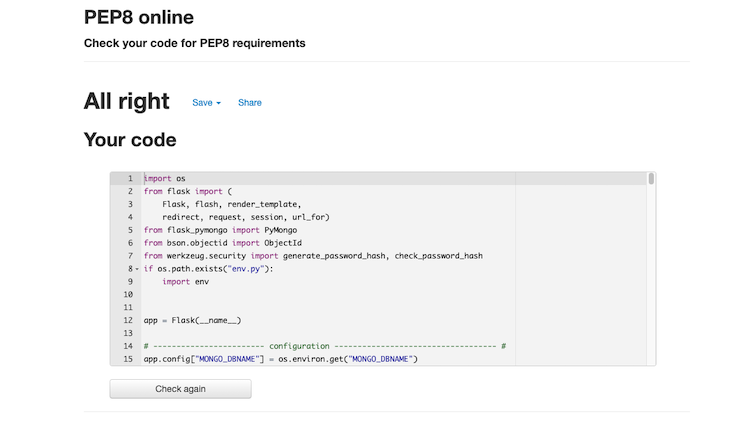 PEP8 online
Check your code for PEP8 requirements
All right Save Share
Your code
1 import os
2 from flask import (
3     Flask, flash, render_template,
4     redirect, request, session, url_for)
5 from flask_pymongo import PyMongo
6 from bson.objectid import ObjectId
7 from werkzeug.security import generate_password_hash, check_password_hash
8 if os.path.exists("env.py"):
9     import env
10
11
12 app = Flask(__name__)
13
14 # ------------------------ configuration ----------------------------------- #
15 app.config["MONGO_DBNAME"] = os.environ.get("MONGO_DBNAME")
Check again